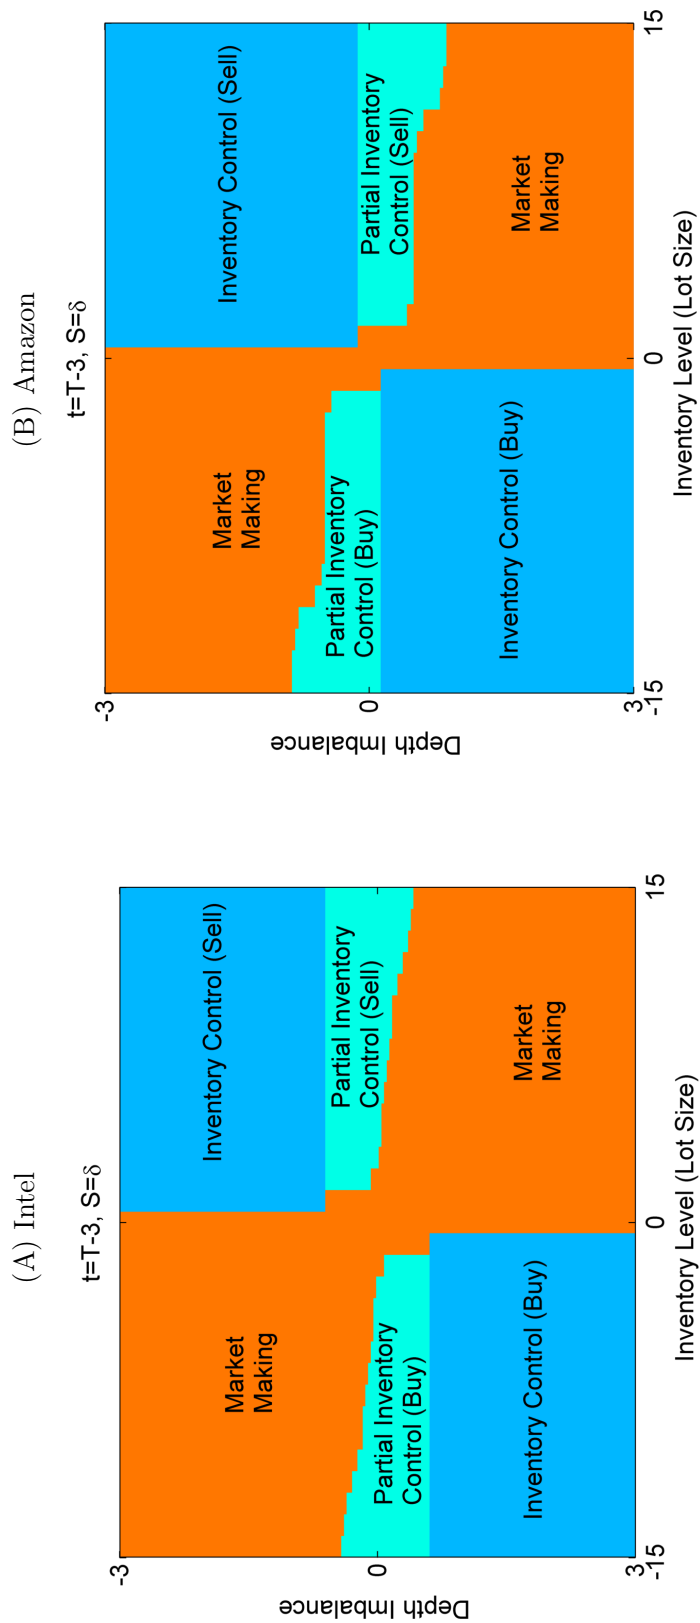 (A) Intel
t=T-3, S=δ
-3
0
3
Depth Imbalance
Market
Making
Inventory Control (Sell)
Partial Inventory
Control (Sell)
Partial Inventory
Control (Buy)
Inventory Control (Buy)
Market
Making
-15
0
15
Inventory Level (Lot Size)
(B) Amazon
t=T-3, S=δ
-3
0
3
Depth Imbalance
Market
Making
Inventory Control (Sell)
Partial Inventory
Control (Sell)
Partial Inventory
Control (Buy)
Inventory Control (Buy)
Market
Making
-15
0
15
Inventory Level (Lot Size)